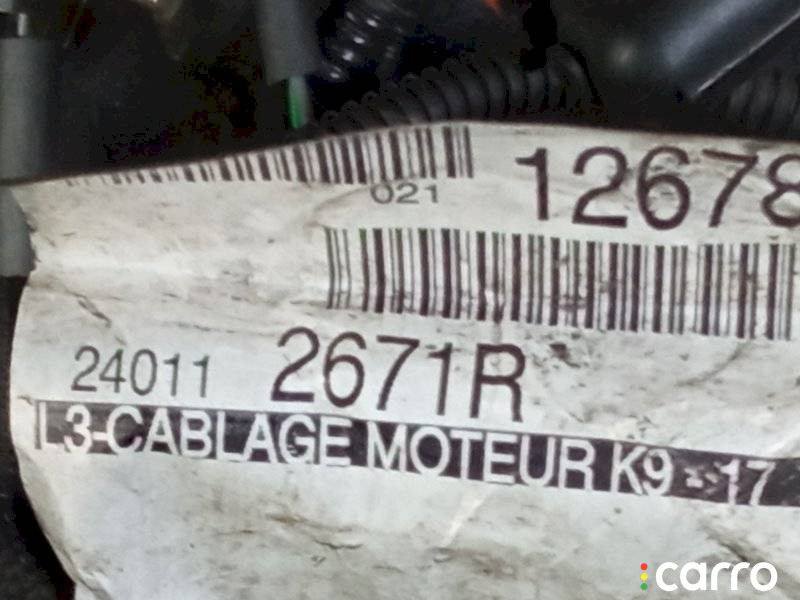 021
12678
24011 2671R
L3-CABLAGE MOTEUR K9 - 17
carro